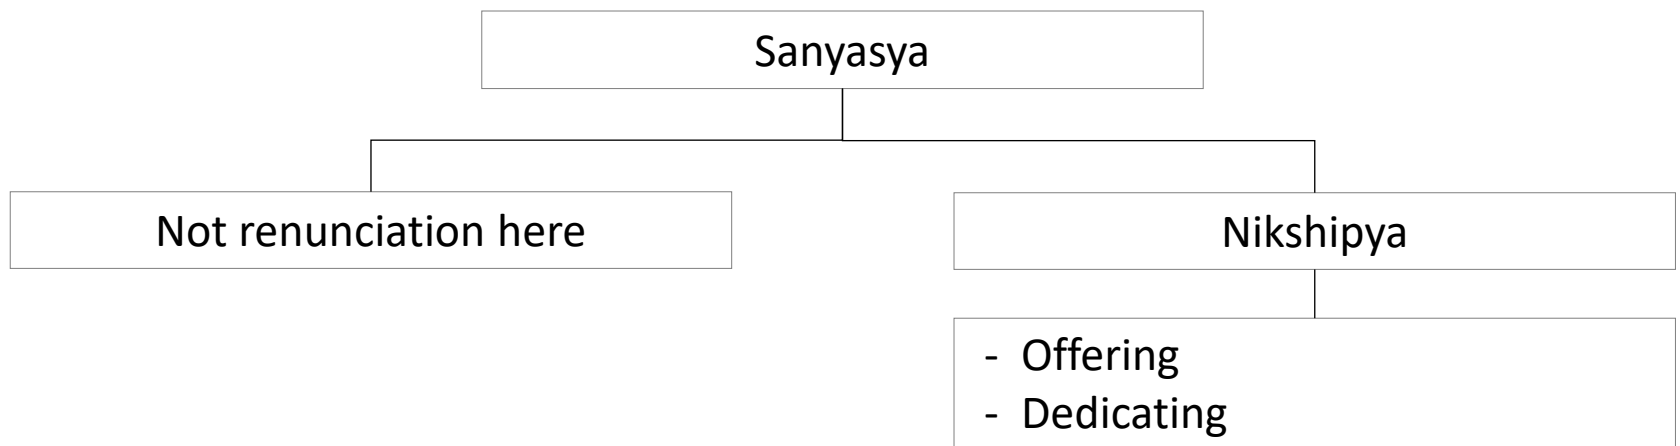 Sanyasya
Not renunciation here
Nikshipya
- Offering
- Dedicating